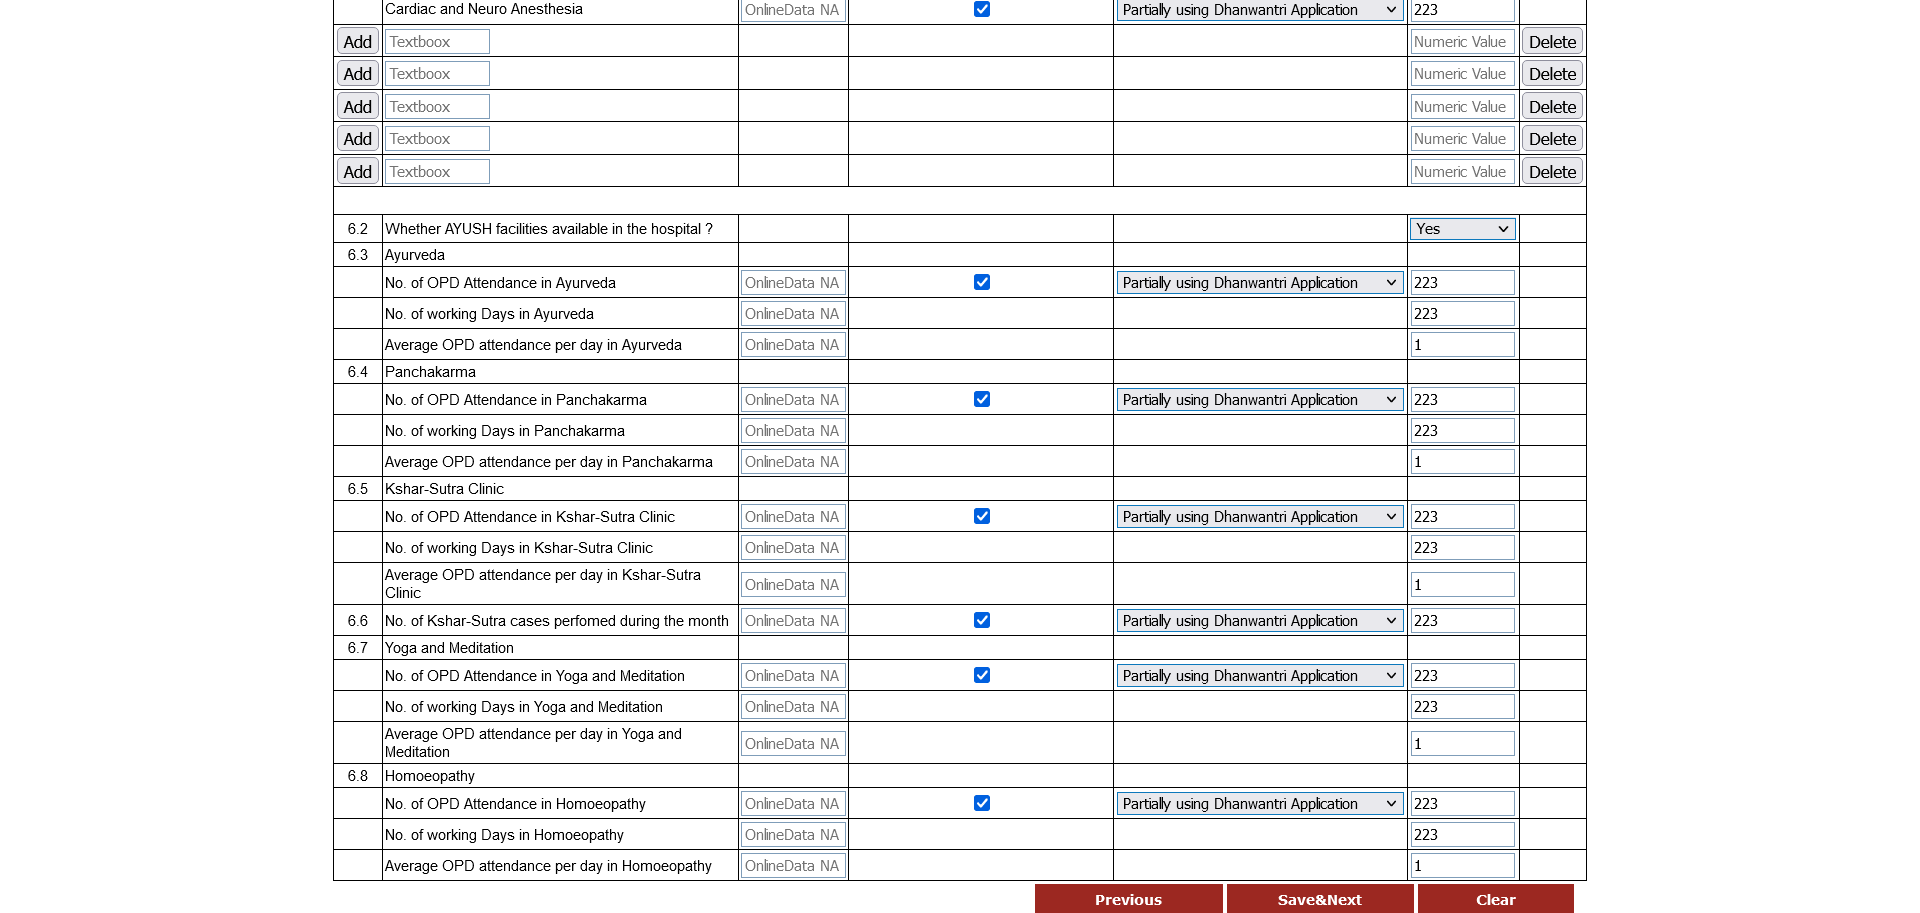 Cardiac and Neuro Anesthesia OnlineData NA Partially using Dhanwantri Application 223
Add Textboox Numeric Value Delete
Add Textboox Numeric Value Delete
Add Textboox Numeric Value Delete
Add Textboox Numeric Value Delete
Add Textboox Numeric Value Delete
6.2 Whether AYUSH facilities available in the hospital ? Yes
6.3 Ayurveda
No. of OPD Attendance in Ayurveda OnlineData NA Partially using Dhanwantri Application 223
No. of working Days in Ayurveda OnlineData NA 223
Average OPD attendance per day in Ayurveda OnlineData NA 1
6.4 Panchakarma
No. of OPD Attendance in Panchakarma OnlineData NA Partially using Dhanwantri Application 223
No. of working Days in Panchakarma OnlineData NA 223
Average OPD attendance per day in Panchakarma OnlineData NA 1
6.5 Kshar-Sutra Clinic
No. of OPD Attendance in Kshar-Sutra Clinic OnlineData NA Partially using Dhanwantri Application 223
No. of working Days in Kshar-Sutra Clinic OnlineData NA 223
Average OPD attendance per day in Kshar-Sutra
Clinic OnlineData NA 1
6.6 No. of Kshar-Sutra cases perfomed during the month OnlineData NA Partially using Dhanwantri Application 223
6.7 Yoga and Meditation
No. of OPD Attendance in Yoga and Meditation OnlineData NA Partially using Dhanwantri Application 223
No. of working Days in Yoga and Meditation OnlineData NA 223
Average OPD attendance per day in Yoga and
Meditation OnlineData NA 1
6.8 Homoeopathy
No. of OPD Attendance in Homoeopathy OnlineData NA Partially using Dhanwantri Application 223
No. of working Days in Homoeopathy OnlineData NA 223
Average OPD attendance per day in Homoeopathy OnlineData NA 1
Previous Save&Next Clear